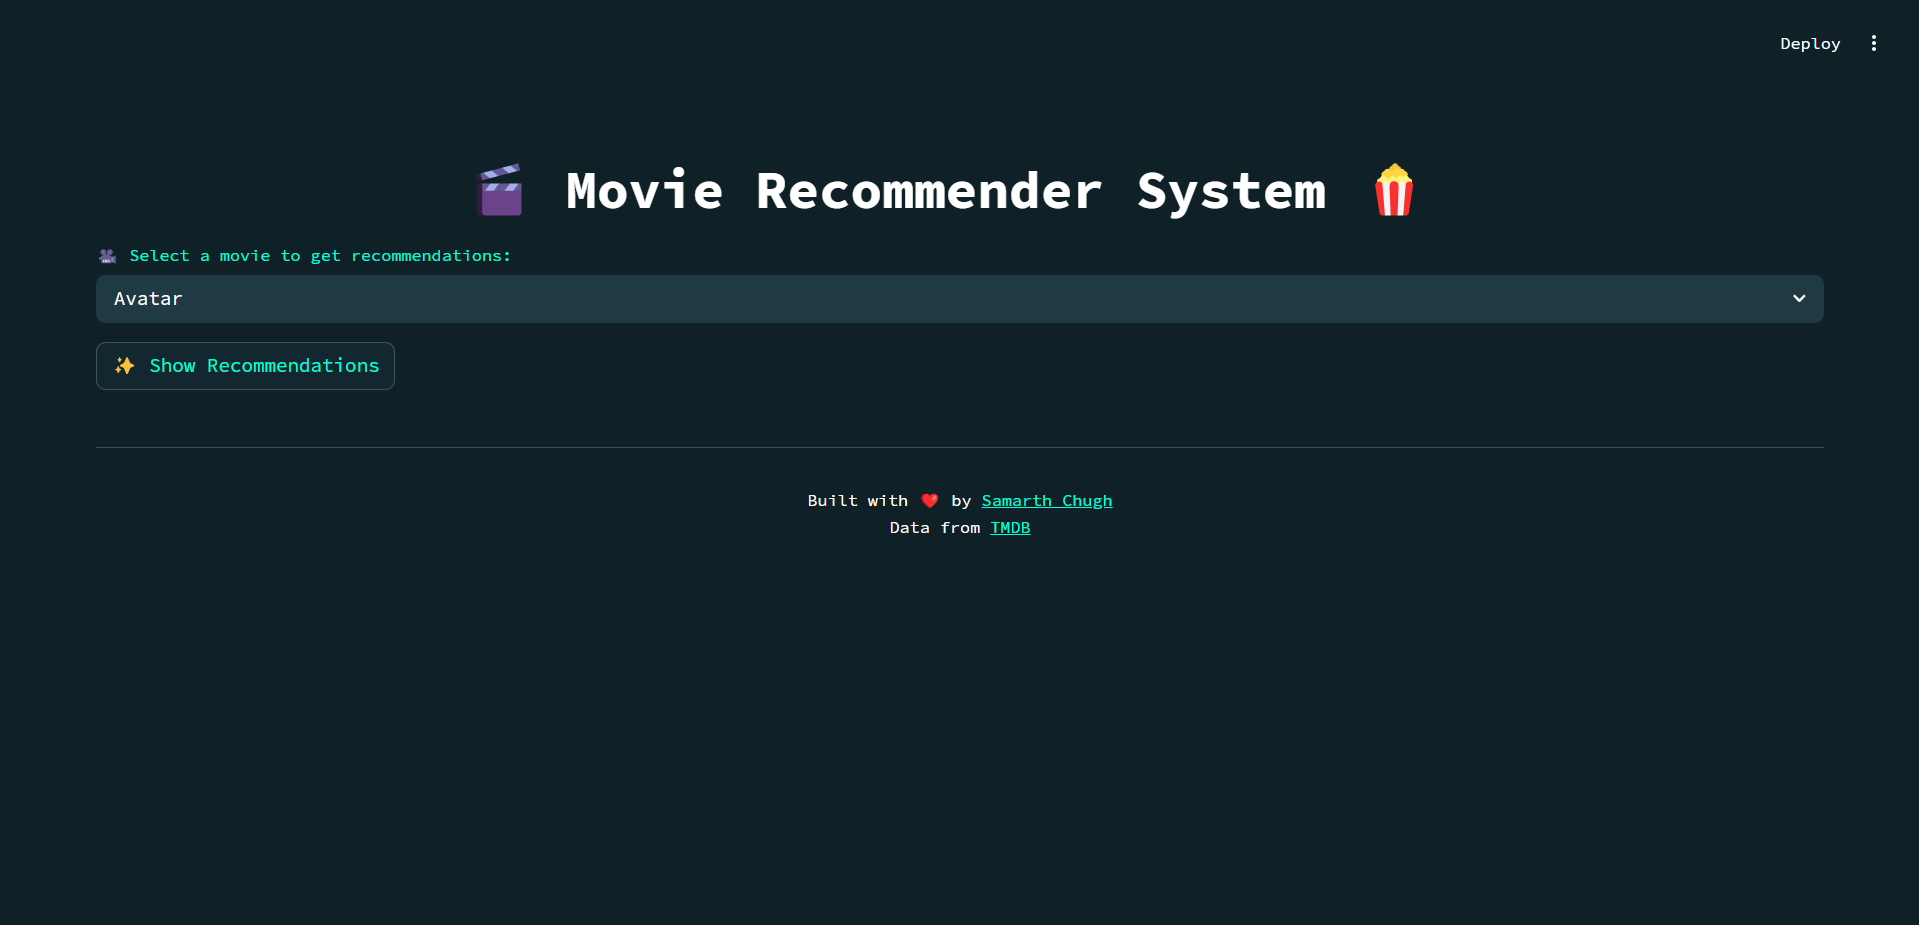 Deploy
🎬 Movie Recommender System 🍿
🎥 Select a movie to get recommendations:
Avatar
✨ Show Recommendations
Built with ❤️ by Samarth Chugh
Data from TMDB